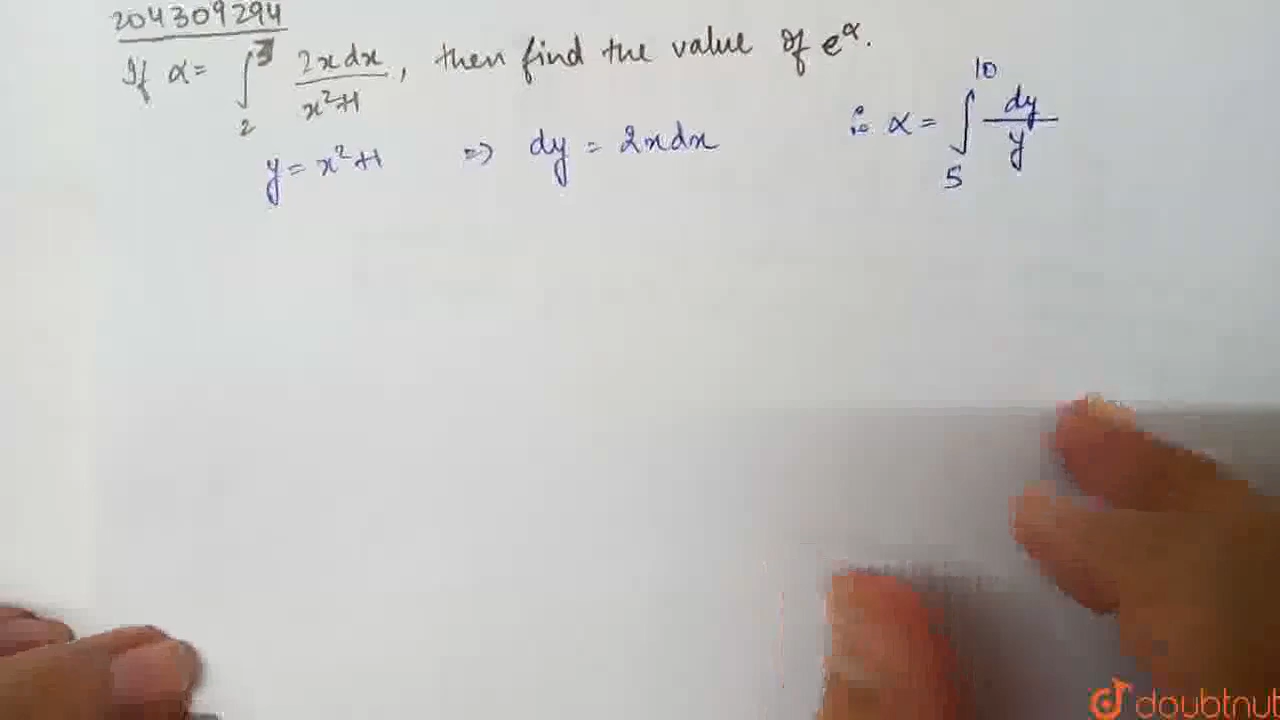 204309294
If α = ∫₂³ 2x dx / x²+1 , then find the value of e^α.
y = x²+1 ⇒ dy = 2x dx ∴ α = ∫₅¹⁰ dy / y
doubtnut